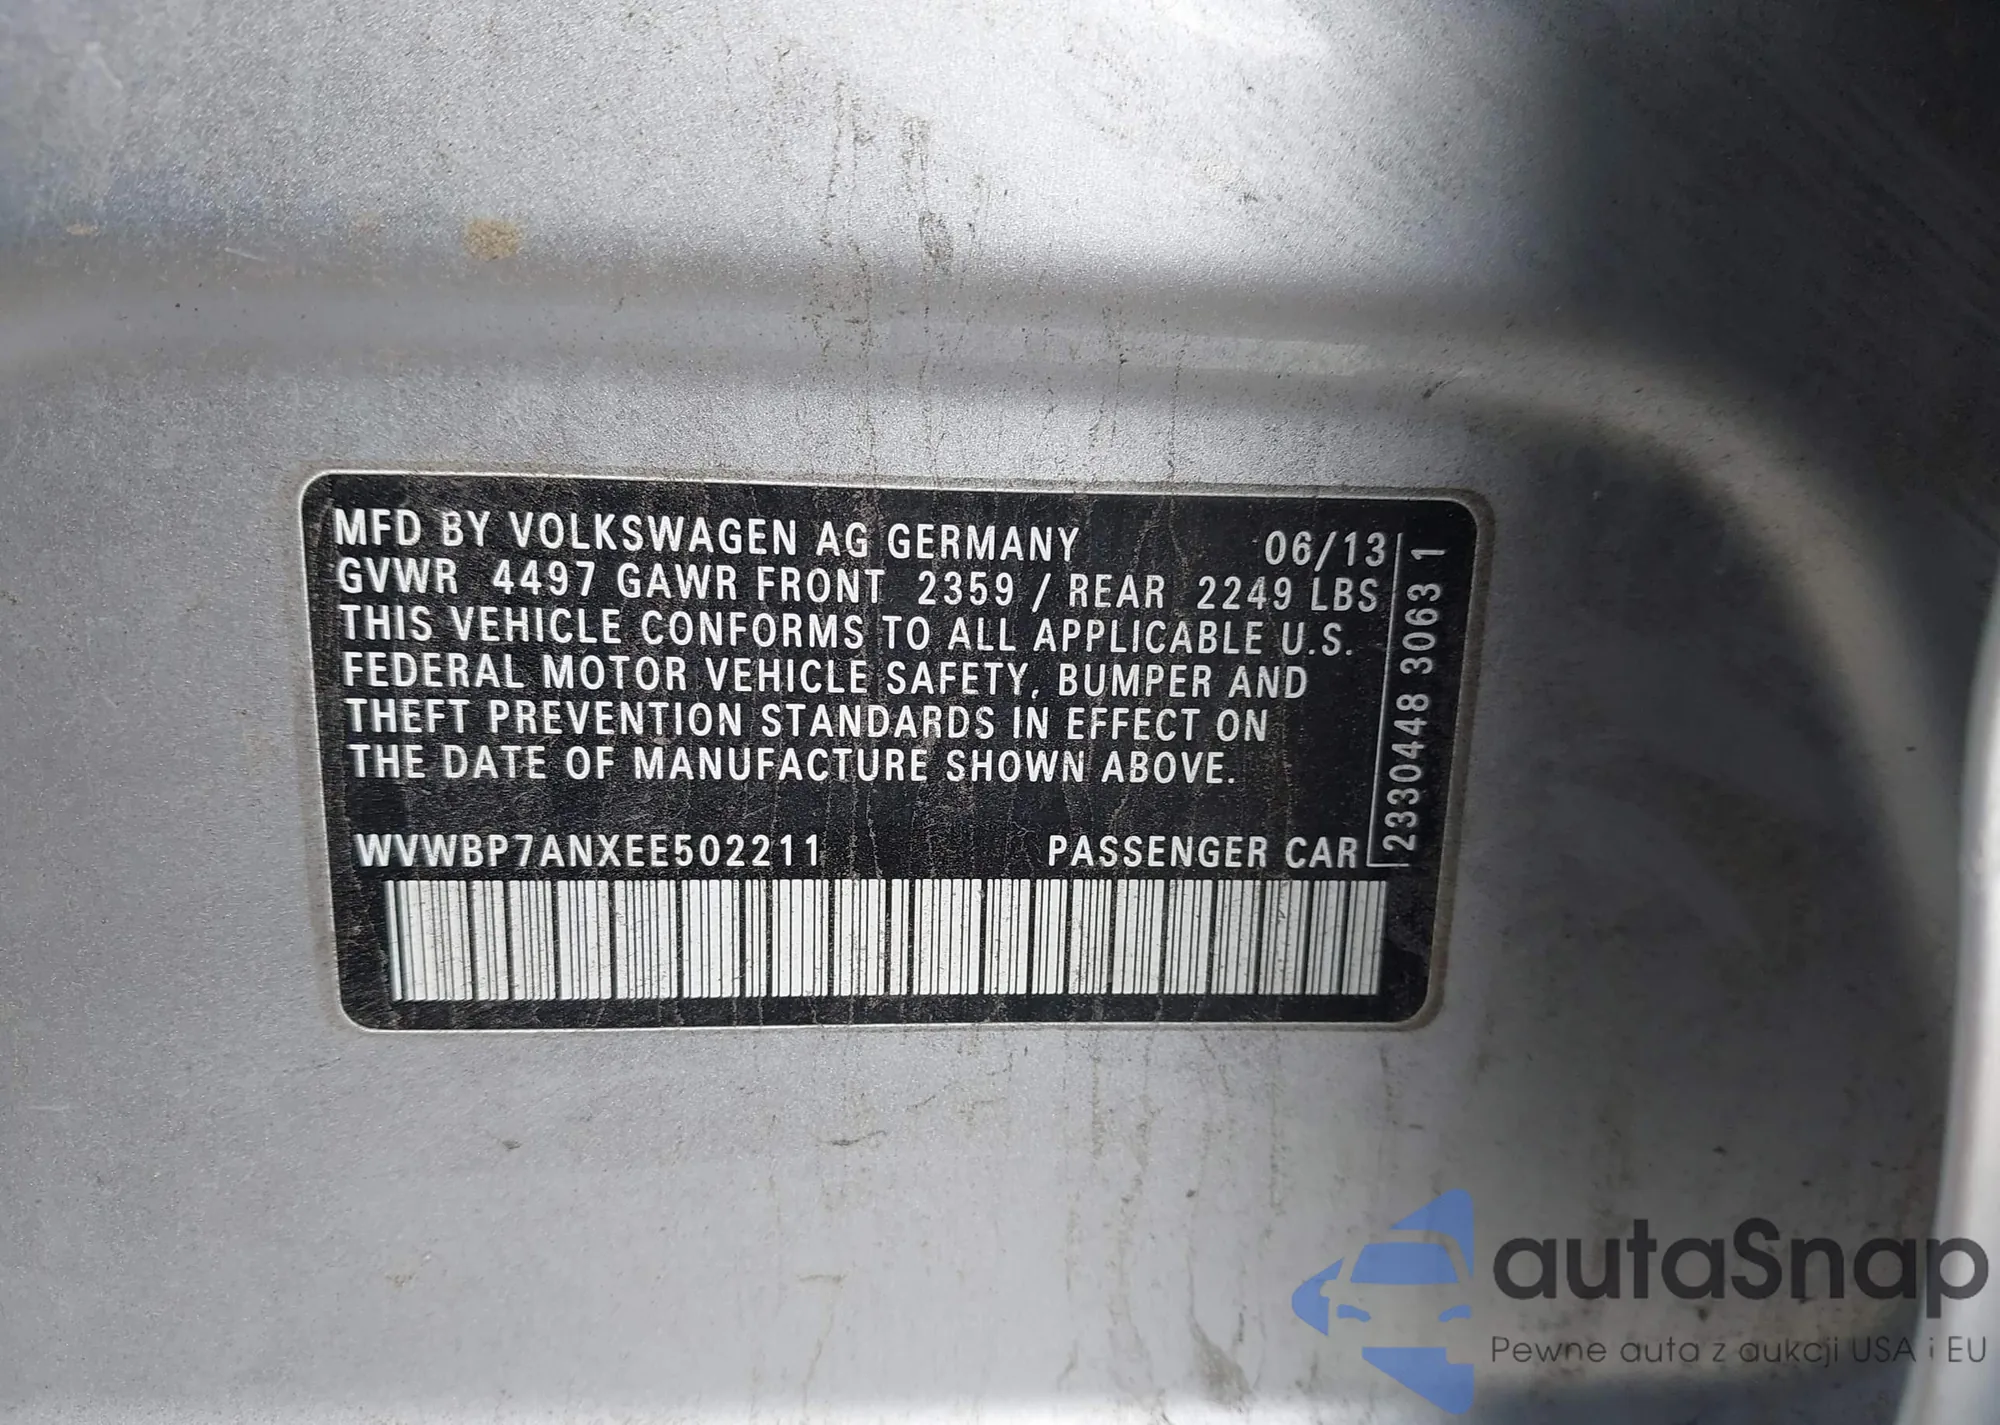 MFD BY VOLKSWAGEN AG GERMANY 06/13
GVWR 4497 GAWR FRONT 2359 / REAR 2249 LBS
THIS VEHICLE CONFORMS TO ALL APPLICABLE U.S.
FEDERAL MOTOR VEHICLE SAFETY, BUMPER AND
THEFT PREVENTION STANDARDS IN EFFECT ON
THE DATE OF MANUFACTURE SHOWN ABOVE.
WVWBP7ANXEE502211 PASSENGER CAR
2330448 3063 1
autaSnap
Pewne auta z aukcji USA i EU